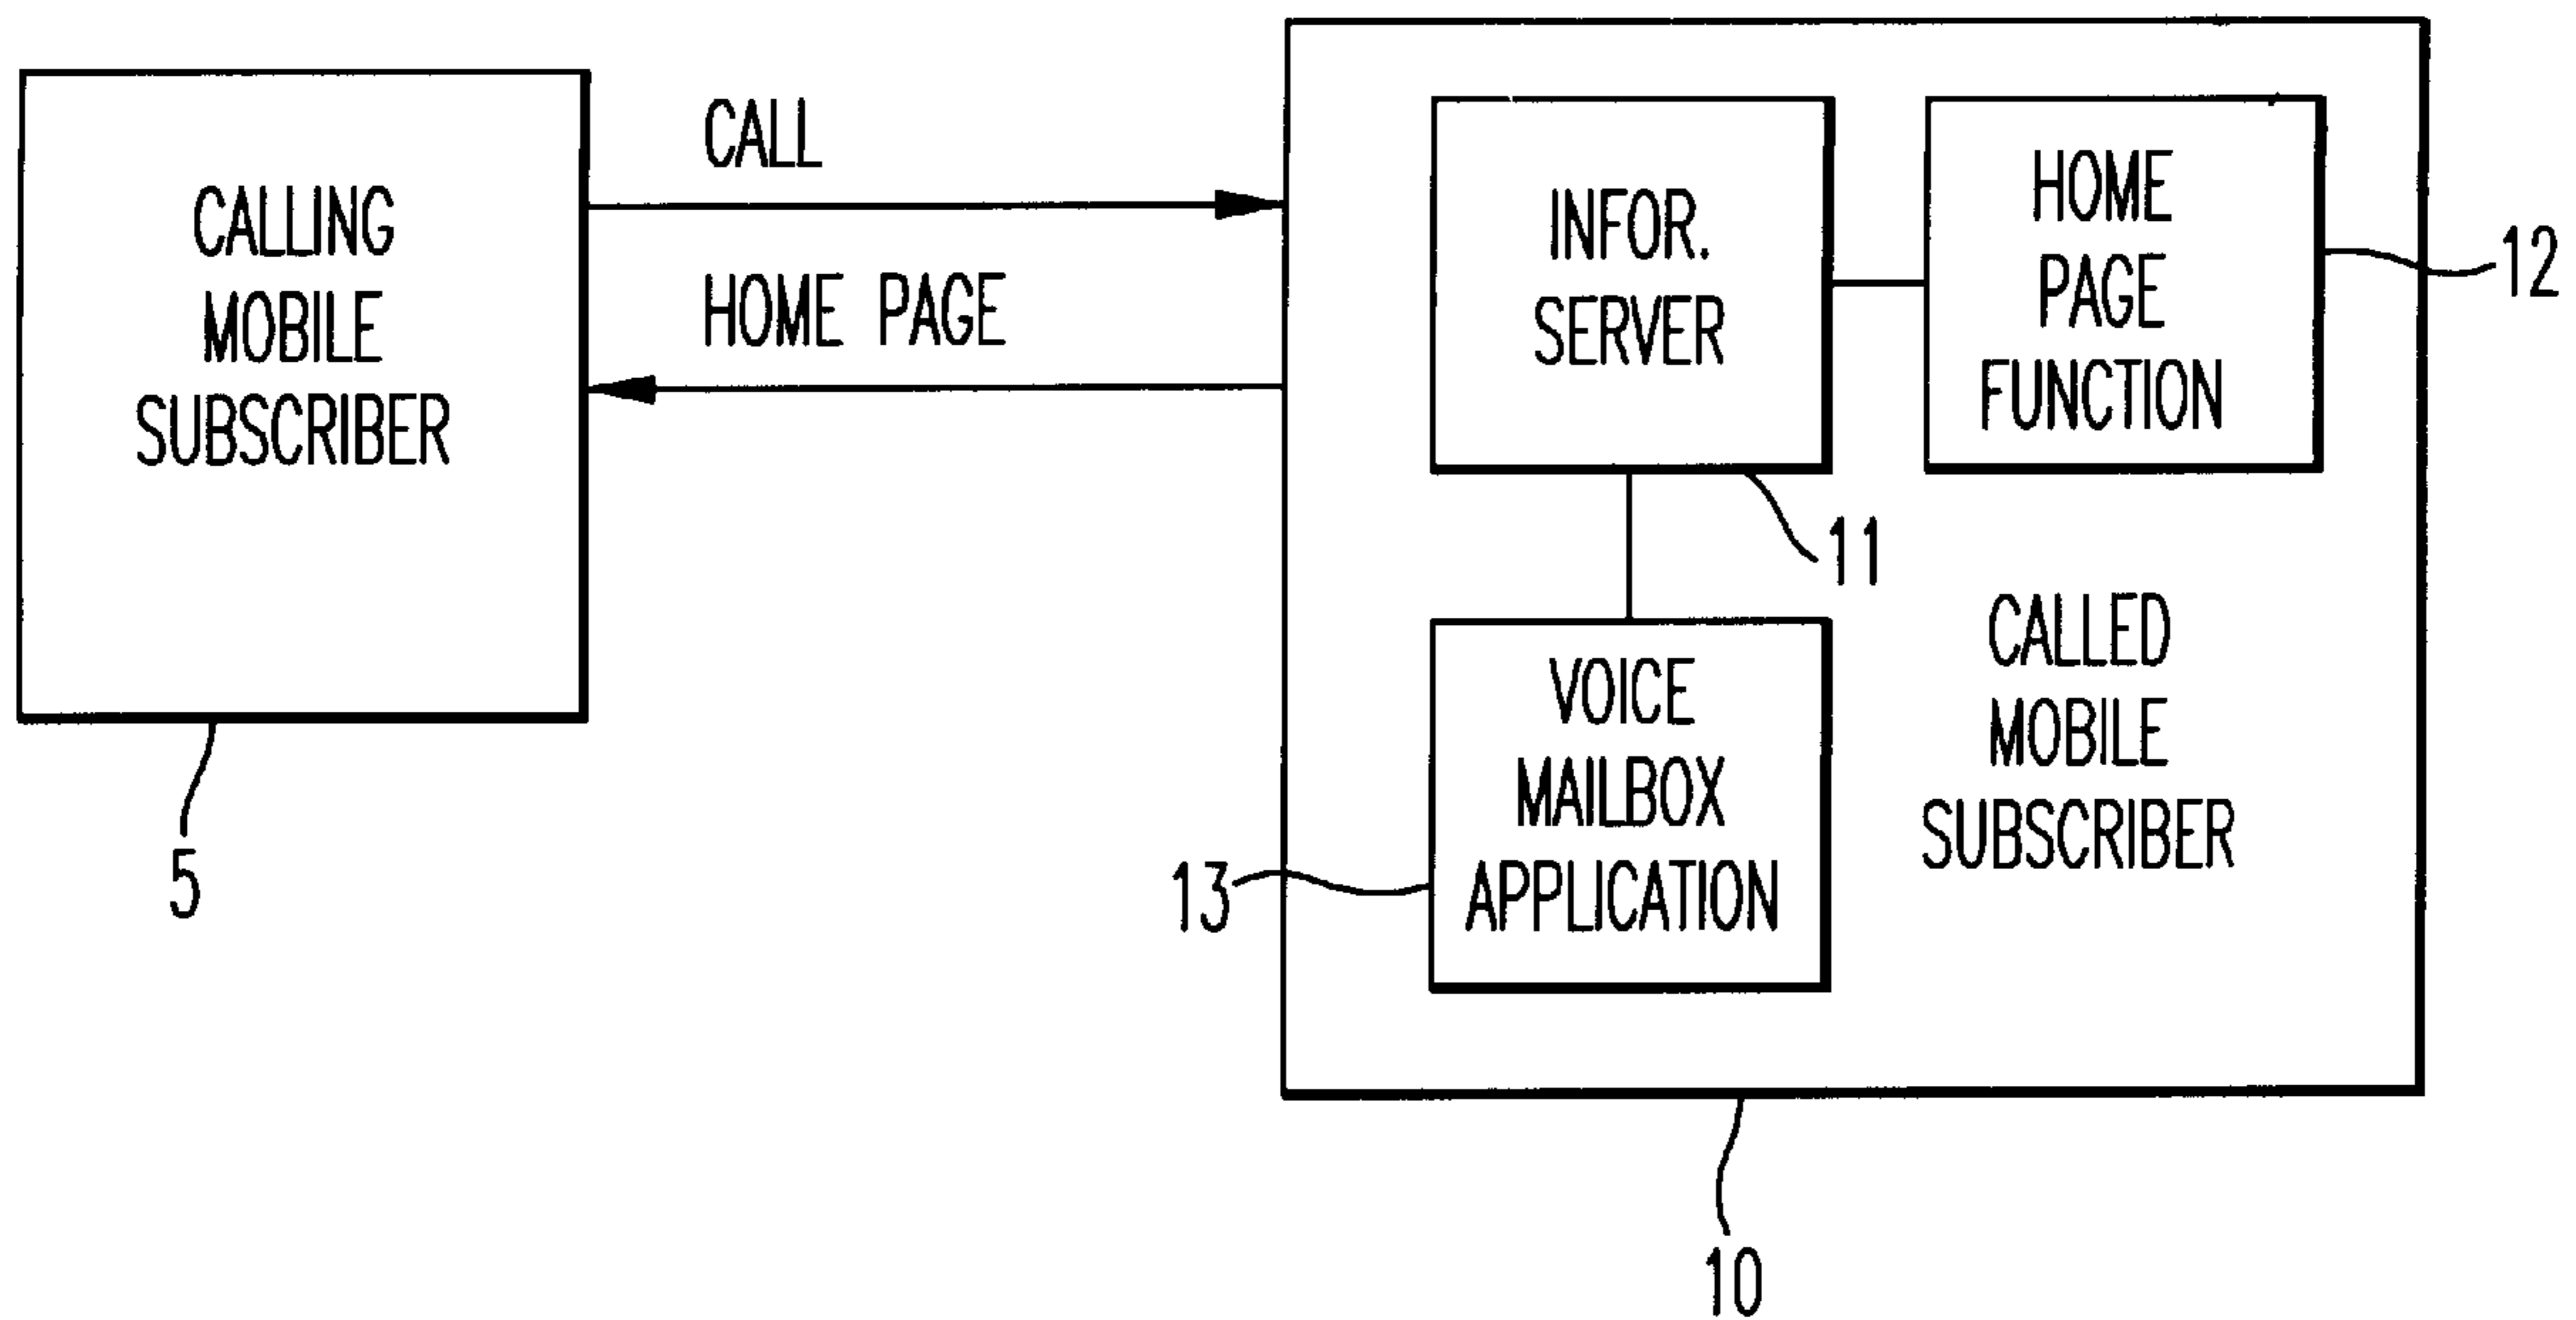 CALLING
MOBILE
SUBSCRIBER
5
CALL
HOME PAGE
INFOR.
SERVER
11
HOME
PAGE
FUNCTION
12
VOICE
MAILBOX
APPLICATION
13
CALLED
MOBILE
SUBSCRIBER
10